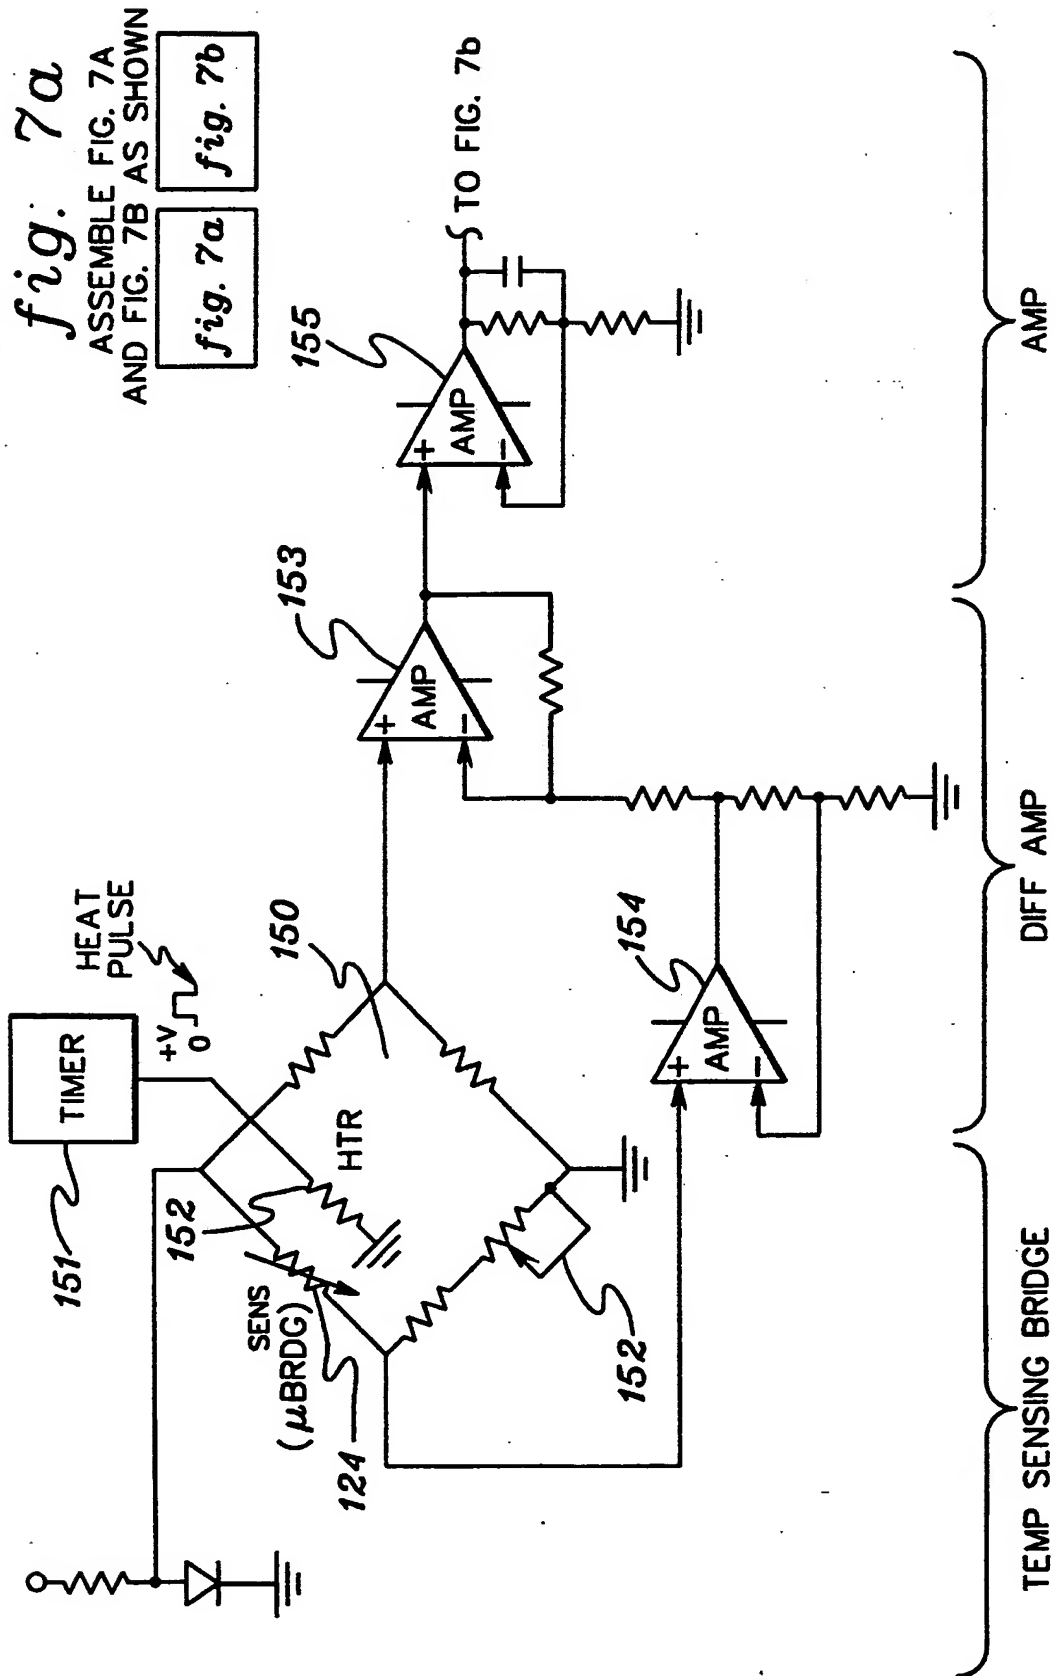 fig. 7a
ASSEMBLE FIG. 7A
AND FIG. 7B AS SHOWN
fig. 7a
fig. 7b
TIMER
151
HEAT
PULSE
+V
0
152
HTR
150
SENS
(μBRDG)
124
152
+
-
AMP
153
+
-
AMP
154
+
-
AMP
155
TO FIG. 7b
TEMP SENSING BRIDGE
DIFF AMP
AMP